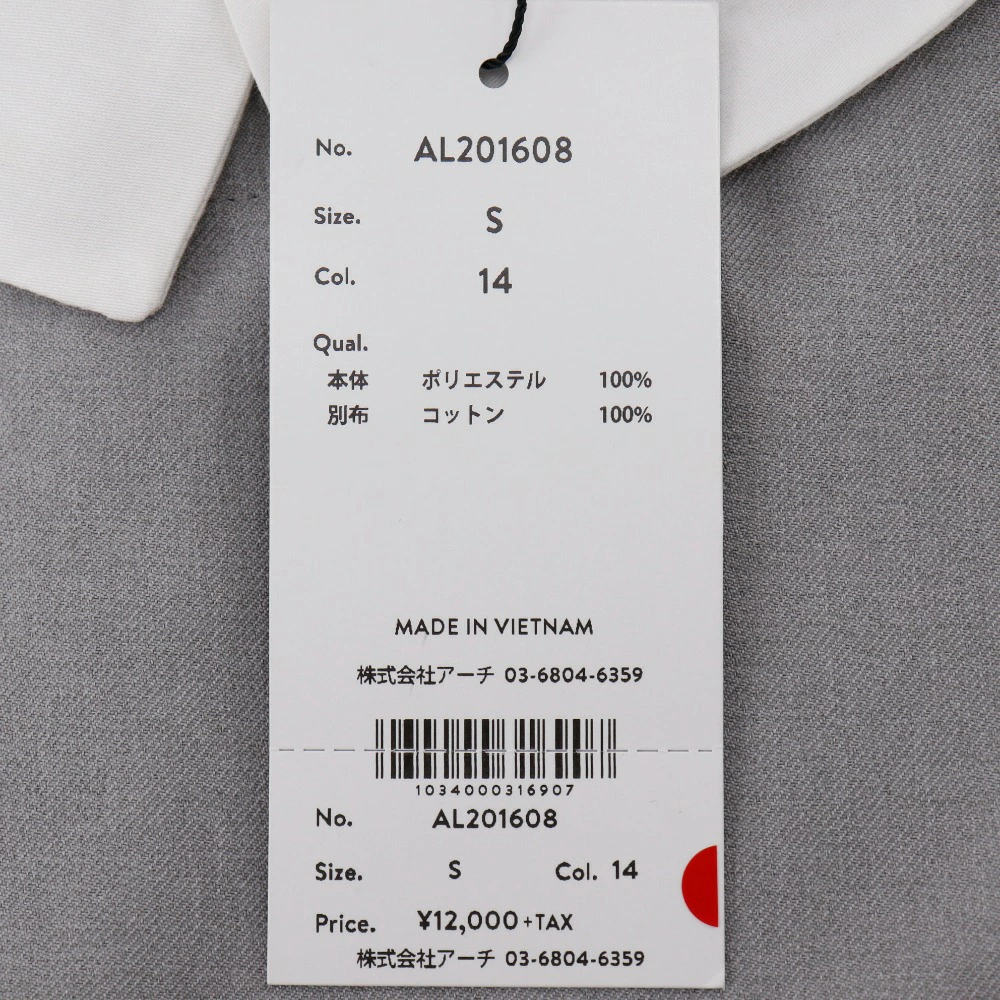 No. AL201608
Size. S
Col. 14
Qual.
本体 ポリエステル 100%
別布 コットン 100%
MADE IN VIETNAM
株式会社アーチ 03-6804-6359
1034000316907
No. AL201608
Size. S Col. 14
Price. ¥12,000+TAX
株式会社アーチ 03-6804-6359